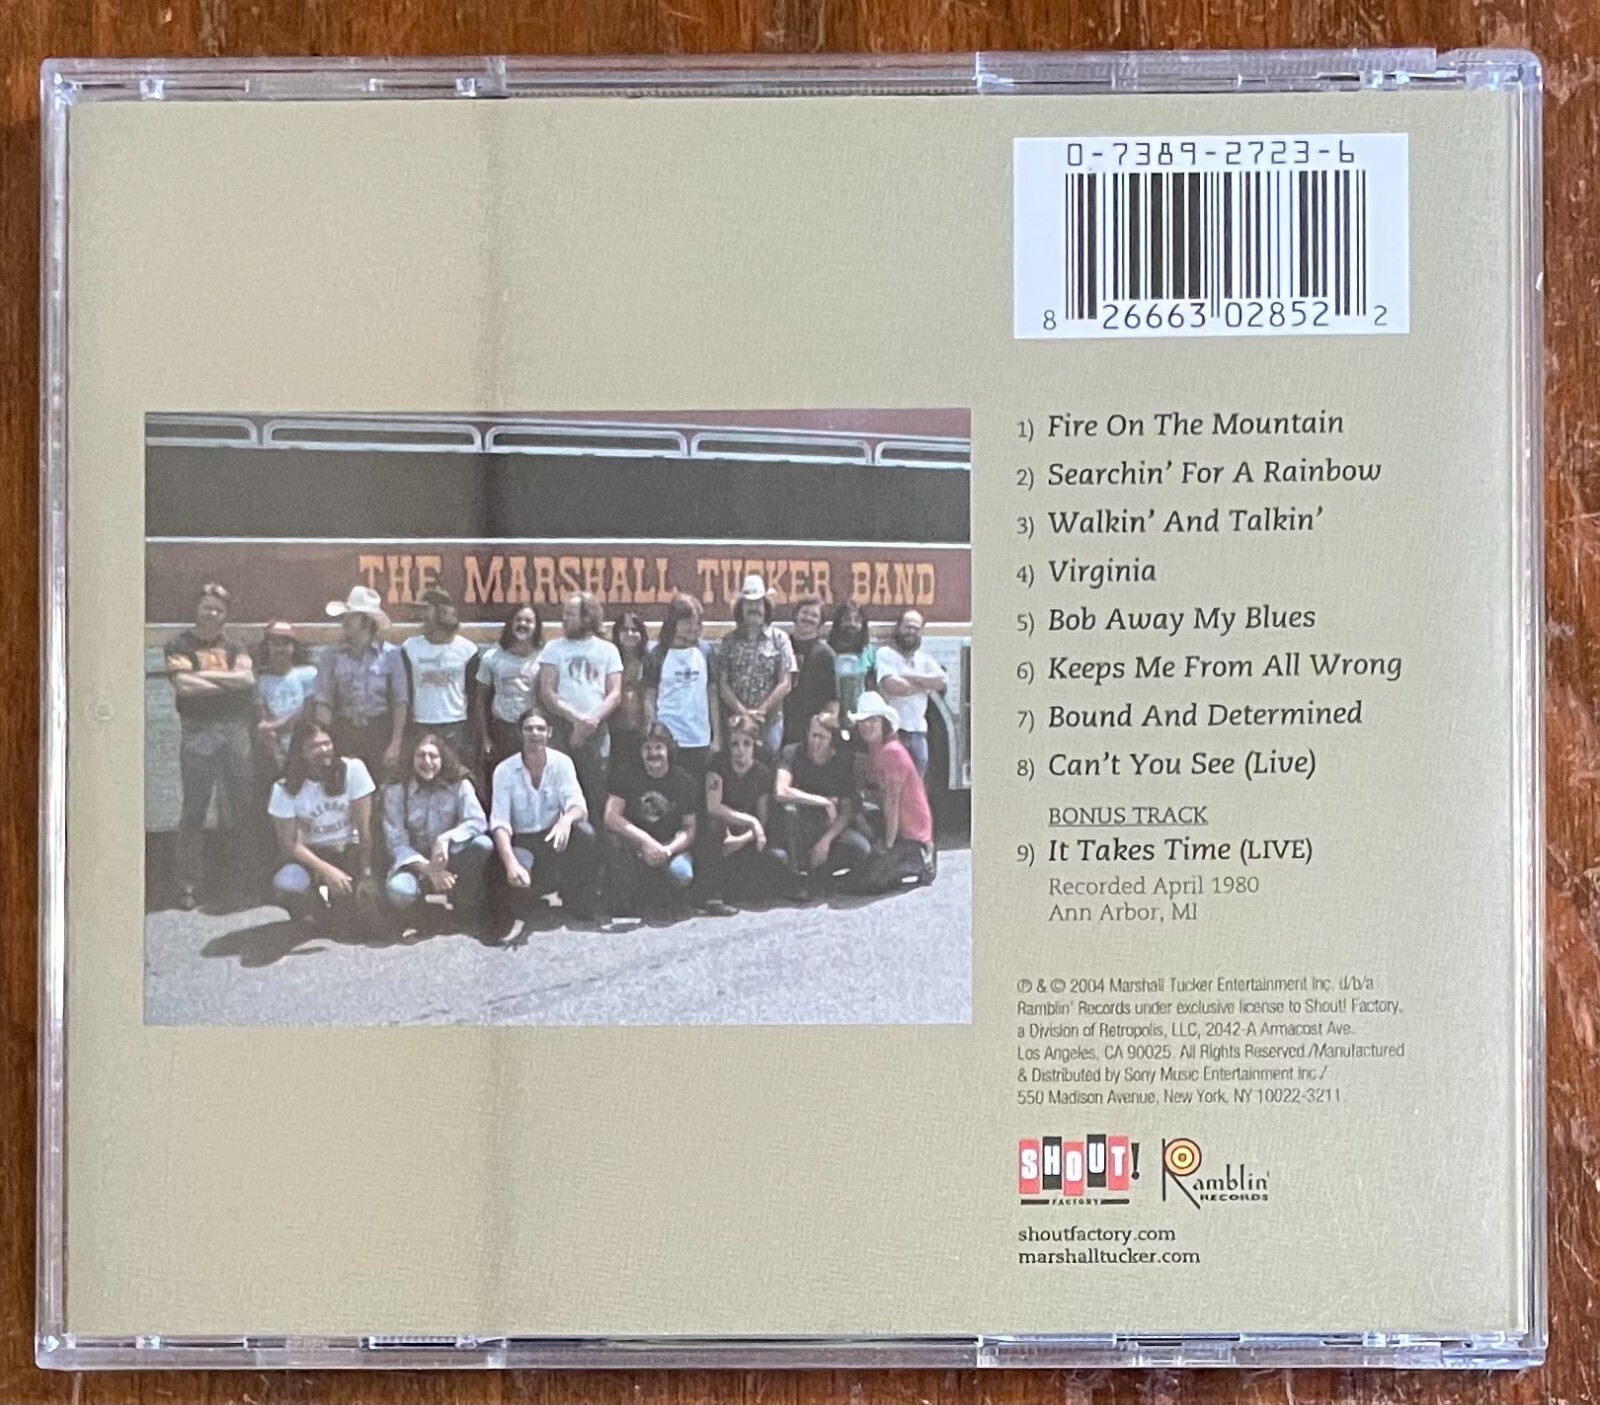 0-7389-2723-6
8 26663 02852 2
THE MARSHALL TUCKER BAND
1) Fire On The Mountain
2) Searchin' For A Rainbow
3) Walkin' And Talkin'
4) Virginia
5) Bob Away My Blues
6) Keeps Me From All Wrong
7) Bound And Determined
8) Can't You See (Live)
BONUS TRACK
9) It Takes Time (LIVE)
Recorded April 1980
Ann Arbor, MI
℗ & © 2004 Marshall Tucker Entertainment Inc. d/b/a
Ramblin' Records under exclusive license to Shout! Factory,
a Division of Retropolis, LLC, 2042-A Armacost Ave.
Los Angeles, CA 90025. All Rights Reserved./Manufactured
& Distributed by Sony Music Entertainment Inc./
550 Madison Avenue, New York, NY 10022-3211.
SHOUT!
FACTORY
Ramblin'
RECORDS
shoutfactory.com
marshalltucker.com